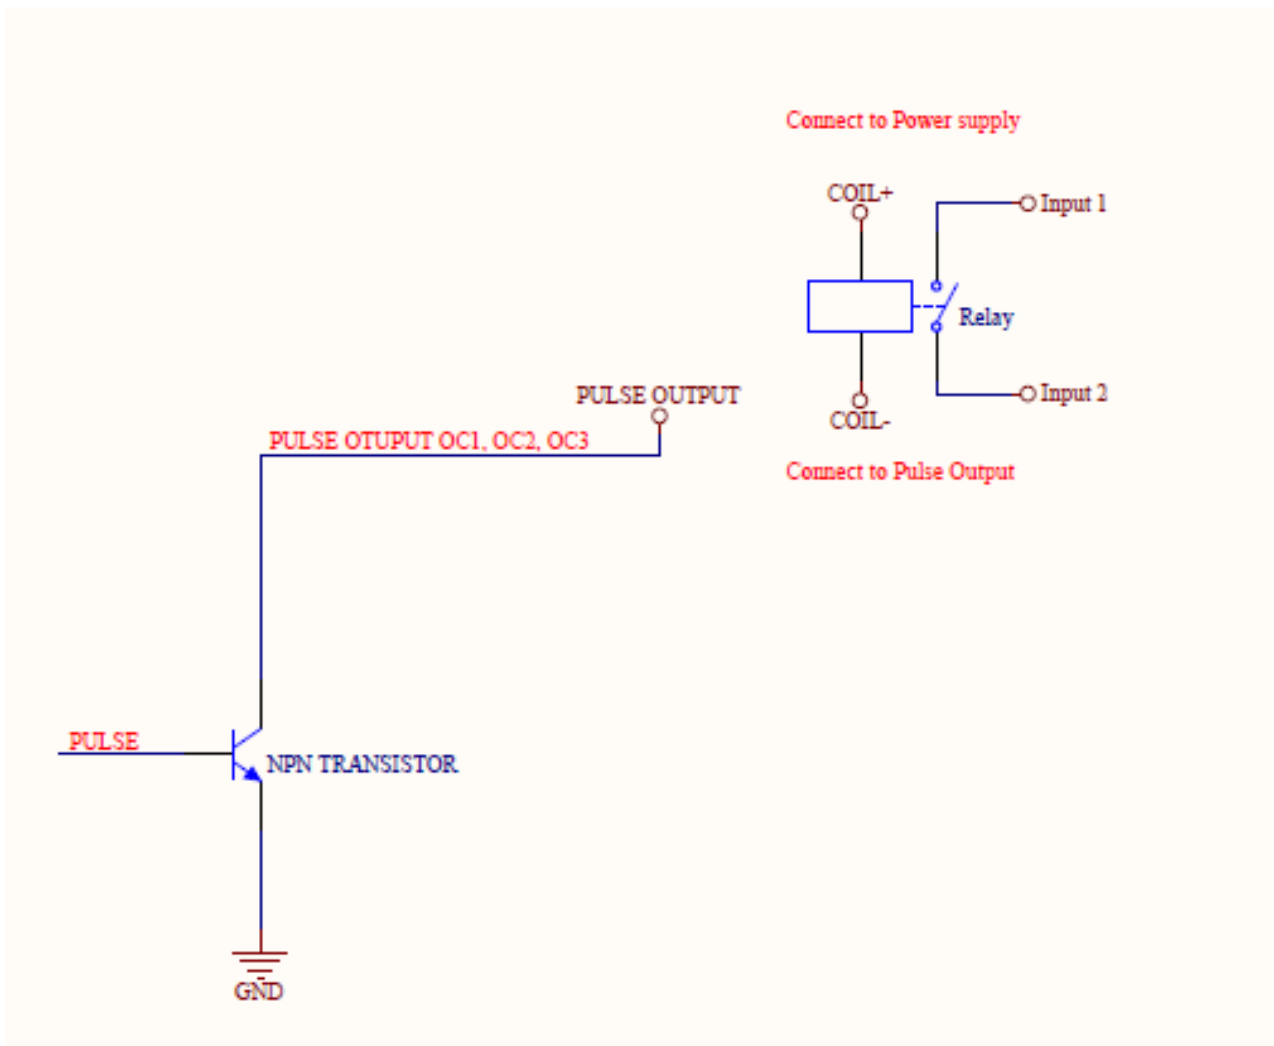 Connect to Power supply
COIL+
Input 1
Relay
PULSE OUTPUT
Input 2
COIL-
PULSE OTUPUT OC1, OC2, OC3
Connect to Pulse Output
PULSE
NPN TRANSISTOR
GND